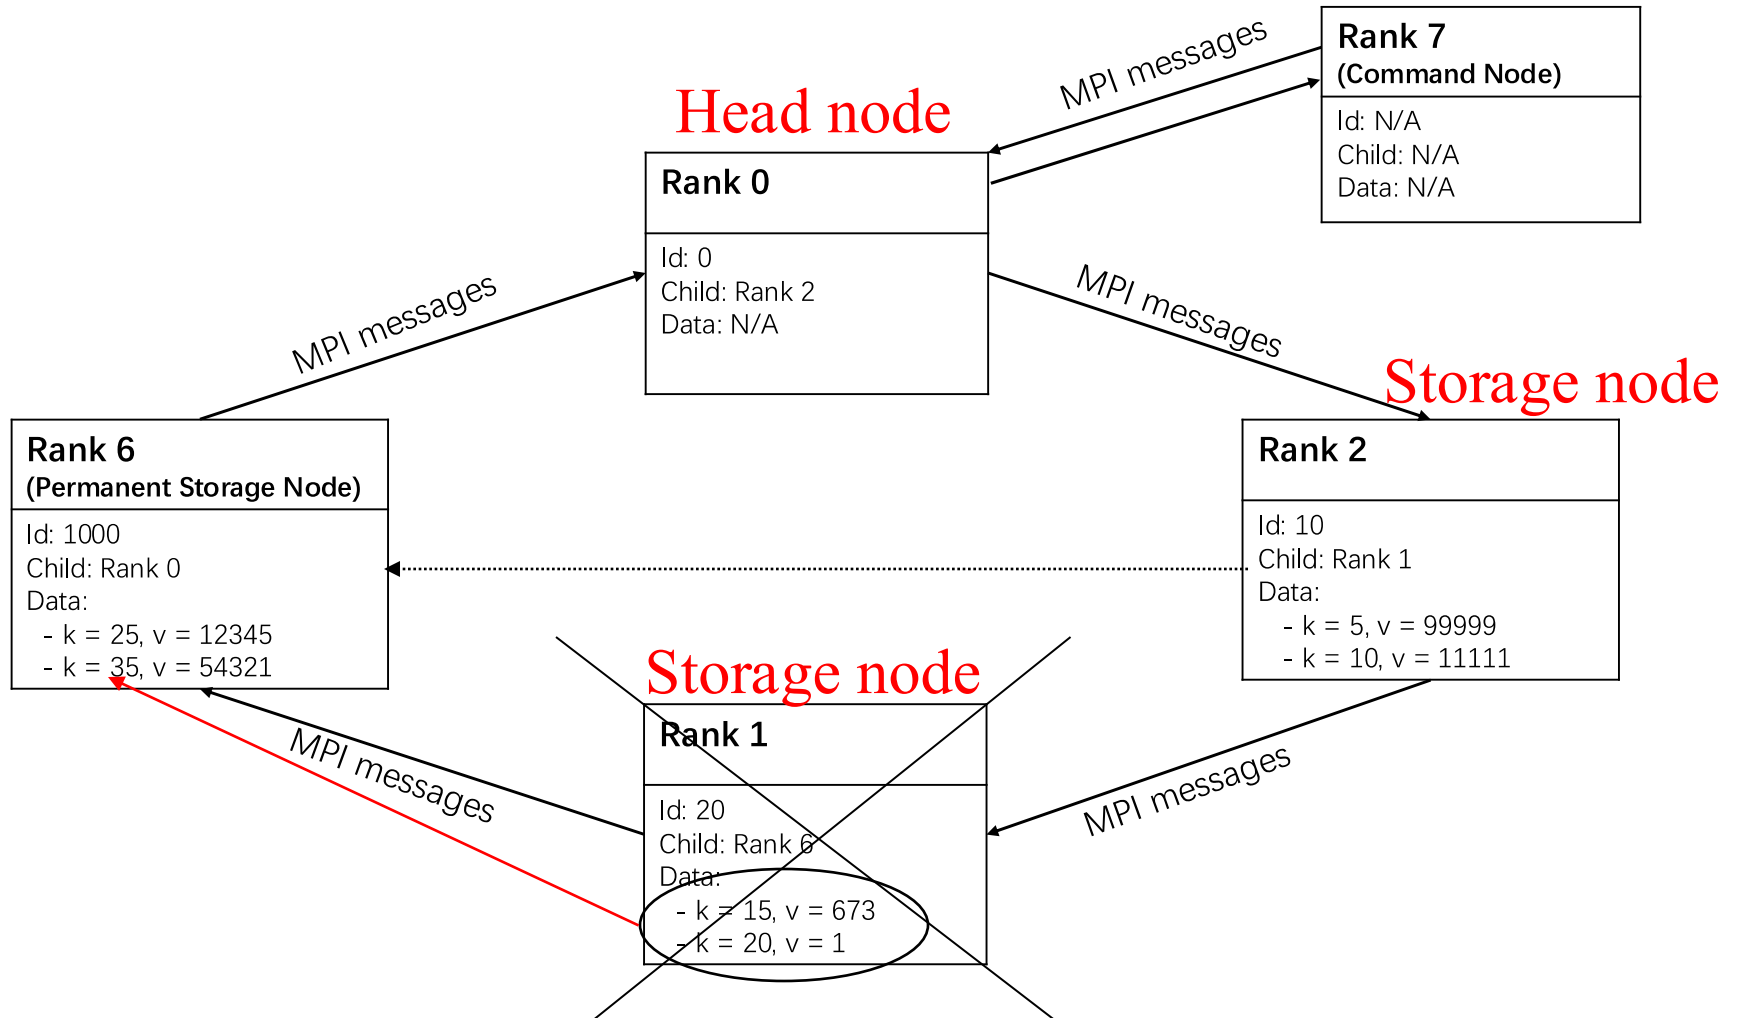 Rank 7
(Command Node)
Id: N/A
Child: N/A
Data: N/A
MPI messages
Head node
Rank 0
Id: 0
Child: Rank 2
Data: N/A
MPI messages
MPI messages
Storage node
Rank 6
(Permanent Storage Node)
Id: 1000
Child: Rank 0
Data:
- k = 25, v = 12345
- k = 35, v = 54321
Rank 2
Id: 10
Child: Rank 1
Data:
- k = 5, v = 99999
- k = 10, v = 11111
Storage node
Rank 1
Id: 20
Child: Rank 6
Data:
- k = 15, v = 673
- k = 20, v = 1
MPI messages
MPI messages